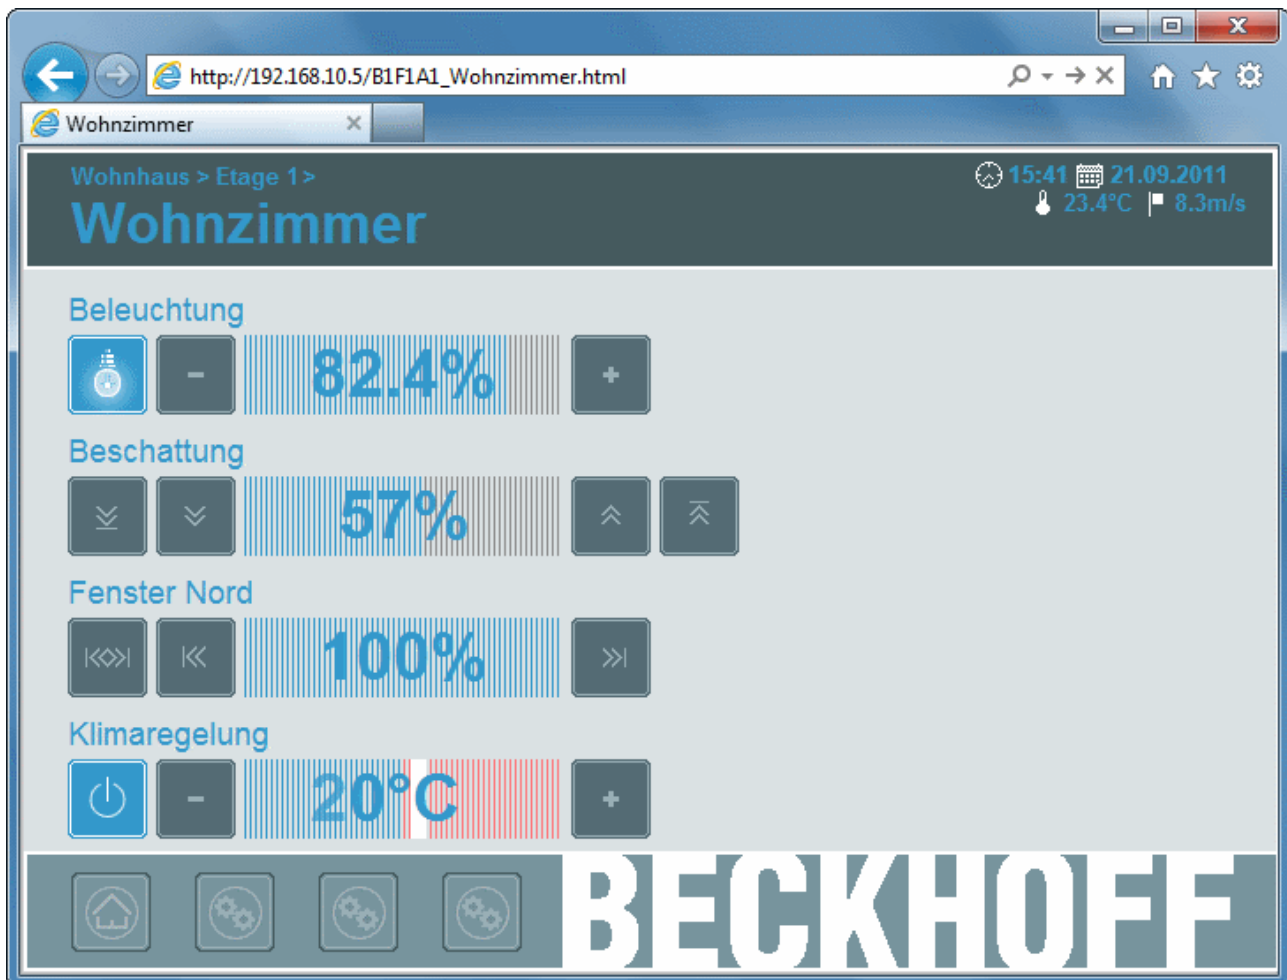 http://192.168.10.5/B1F1A1_Wohnzimmer.html
Wohnzimmer
Wohnhaus > Etage 1>
15:41 21.09.2011
Wohnzimmer
23.4°C 8.3m/s
Beleuchtung
- 82.4% +
Beschattung
57%
Fenster Nord
100%
Klimaregelung
- 20°C +
BECKHOFF